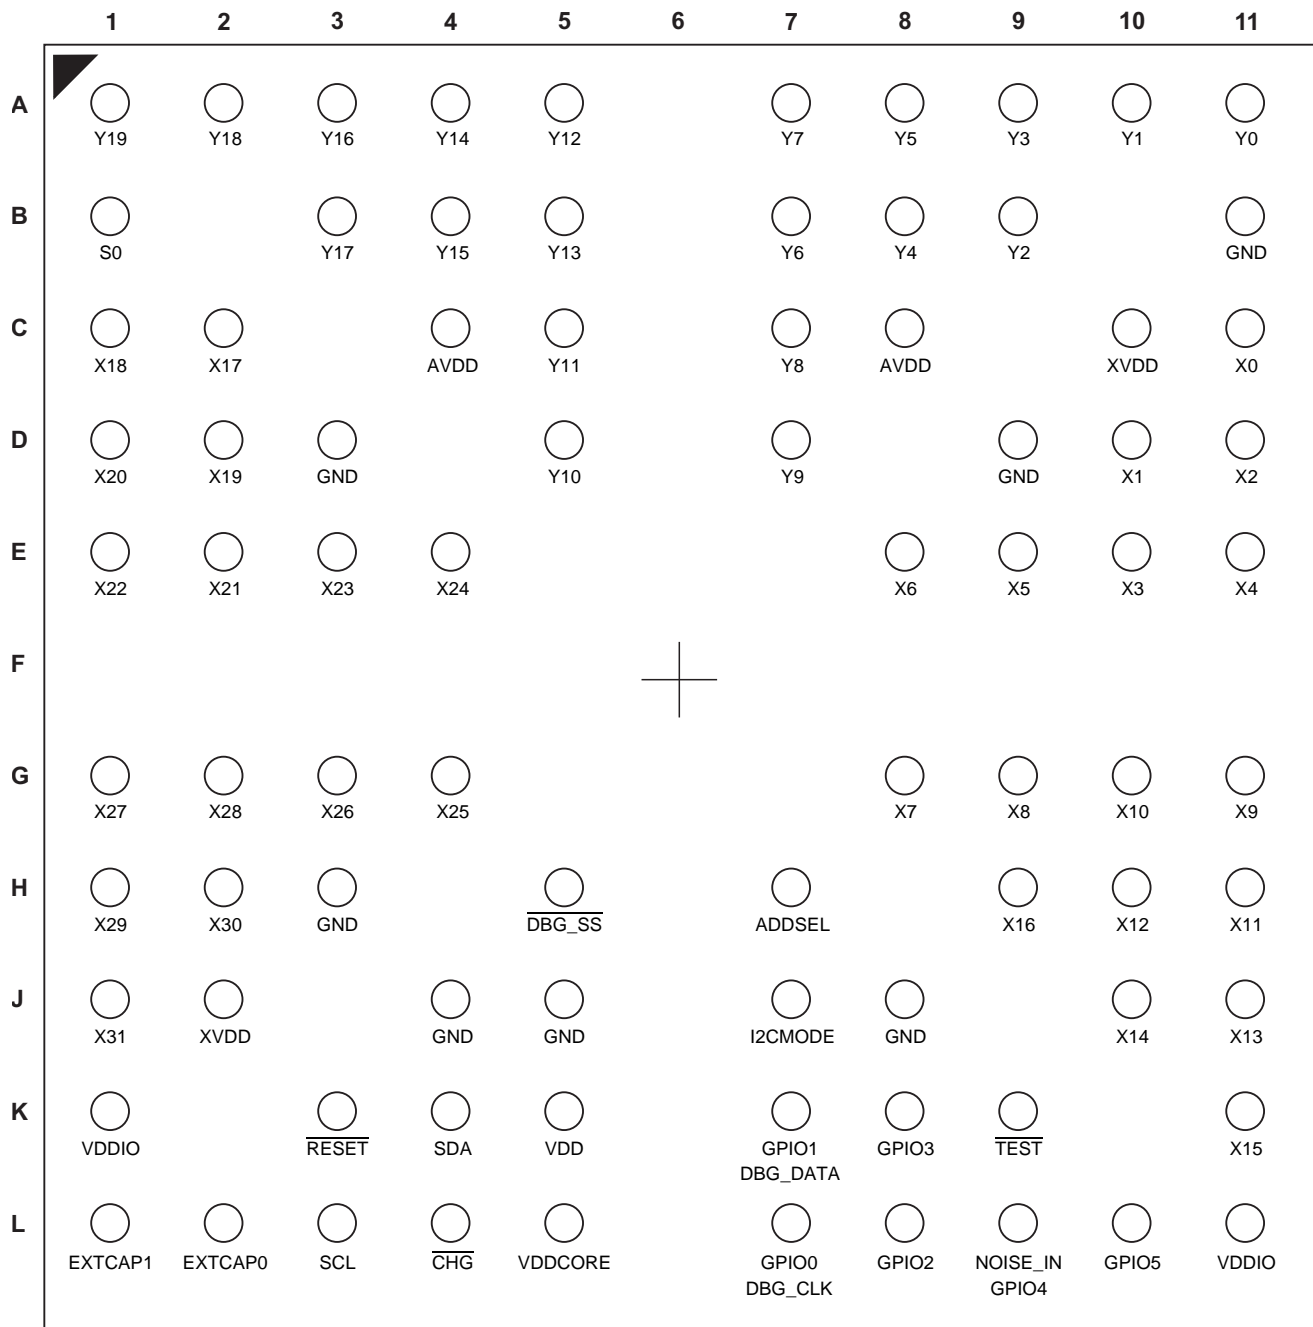 1 2 3 4 5 6 7 8 9 10 11
A
Y19 Y18 Y16 Y14 Y12 Y7 Y5 Y3 Y1 Y0
B
S0 Y17 Y15 Y13 Y6 Y4 Y2 GND
C
X18 X17 AVDD Y11 Y8 AVDD XVDD X0
D
X20 X19 GND Y10 Y9 GND X1 X2
E
X22 X21 X23 X24 X6 X5 X3 X4
F
G
X27 X28 X26 X25 X7 X8 X10 X9
H
X29 X30 GND DBG_SS ADDSEL X16 X12 X11
J
X31 XVDD GND GND I2CMODE GND X14 X13
K
VDDIO RESET SDA VDD GPIO1 GPIO3 TEST X15
DBG_DATA
L
EXTCAP1 EXTCAP0 SCL CHG VDDCORE GPIO0 GPIO2 NOISE_IN GPIO5 VDDIO
DBG_CLK GPIO4